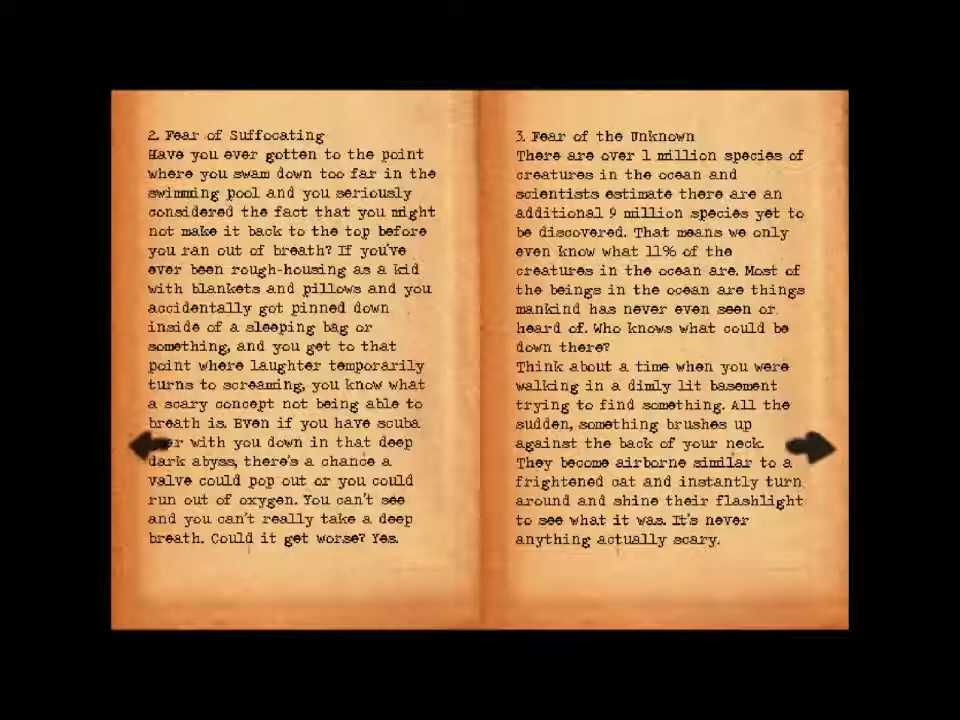 2. Fear of Suffocating
Have you ever gotten to the point
where you swam down too far in the
swimming pool and you seriously
considered the fact that you might
not make it back to the top before
you ran out of breath? If you've
ever been rough-housing as a kid
with blankets and pillows and you
accidentally got pinned down
inside of a sleeping bag or
something, and you get to that
point where laughter temporarily
turns to screaming, you know what
a scary concept not being able to
breath is. Even if you have scuba
with you down in that deep
dark abyss, there's a chance a
valve could pop out or you could
run out of oxygen. You can't see
and you can't really take a deep
breath. Could it get worse? Yes.
3. Fear of the Unknown
There are over 1 million species of
creatures in the ocean and
scientists estimate there are an
additional 9 million species yet to
be discovered. That means we only
even know what 11% of the
creatures in the ocean are. Most of
the beings in the ocean are things
mankind has never even seen or
heard of. Who knows what could be
down there?
Think about a time when you were
walking in a dimly lit basement
trying to find something. All the
sudden, something brushes up
against the back of your neck.
They become airborne similar to a
frightened cat and instantly turn
around and shine their flashlight
to see what it was. It's never
anything actually scary.